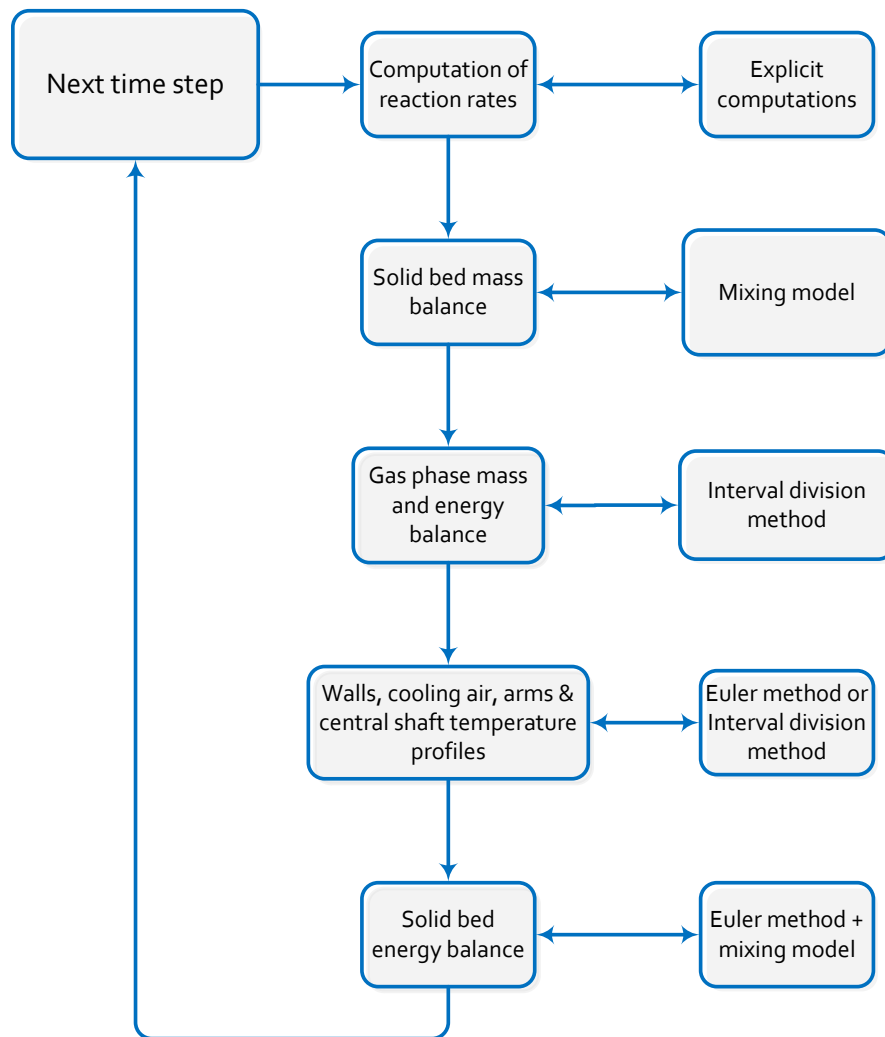 Next time step
Computation of
reaction rates
Explicit
computations
Solid bed mass
balance
Mixing model
Gas phase mass
and energy
balance
Interval division
method
Walls, cooling air, arms &
central shaft temperature
profiles
Euler method or
Interval division
method
Solid bed
energy balance
Euler method +
mixing model